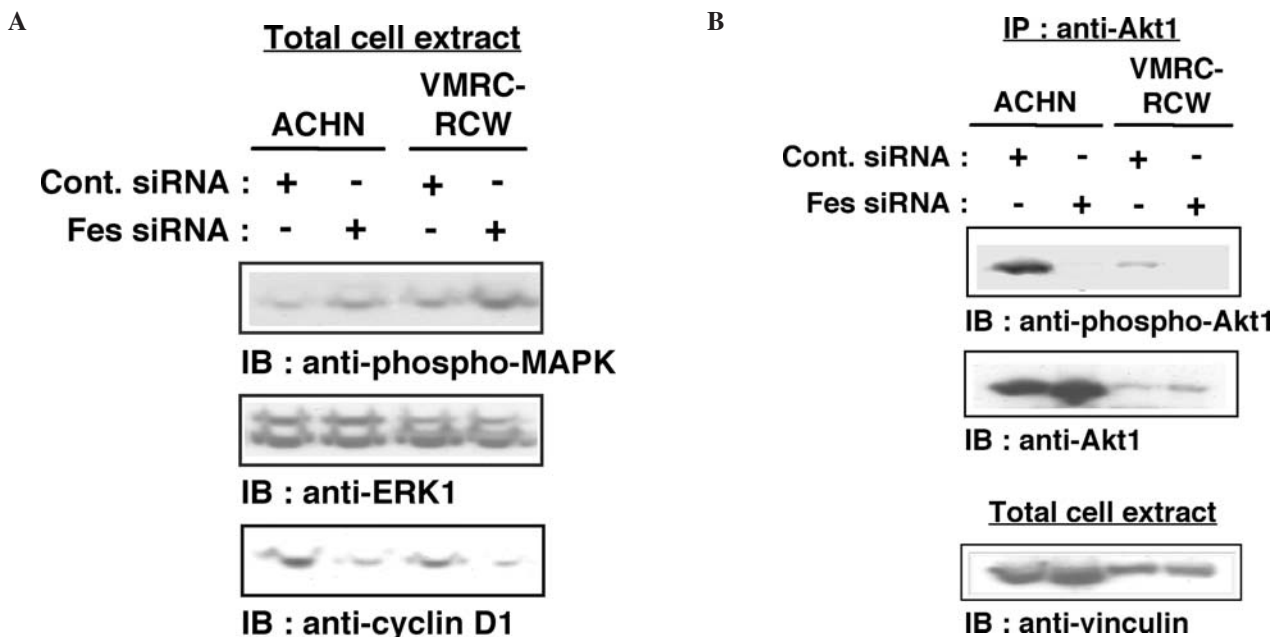 A
Total cell extract
ACHN
VMRC-
RCW
Cont. siRNA : + - + -
Fes siRNA : - + - +
IB : anti-phospho-MAPK
IB : anti-ERK1
IB : anti-cyclin D1
B
IP : anti-Akt1
ACHN
VMRC-
RCW
Cont. siRNA : + - + -
Fes siRNA : - + - +
IB : anti-phospho-Akt1
IB : anti-Akt1
Total cell extract
IB : anti-vinculin